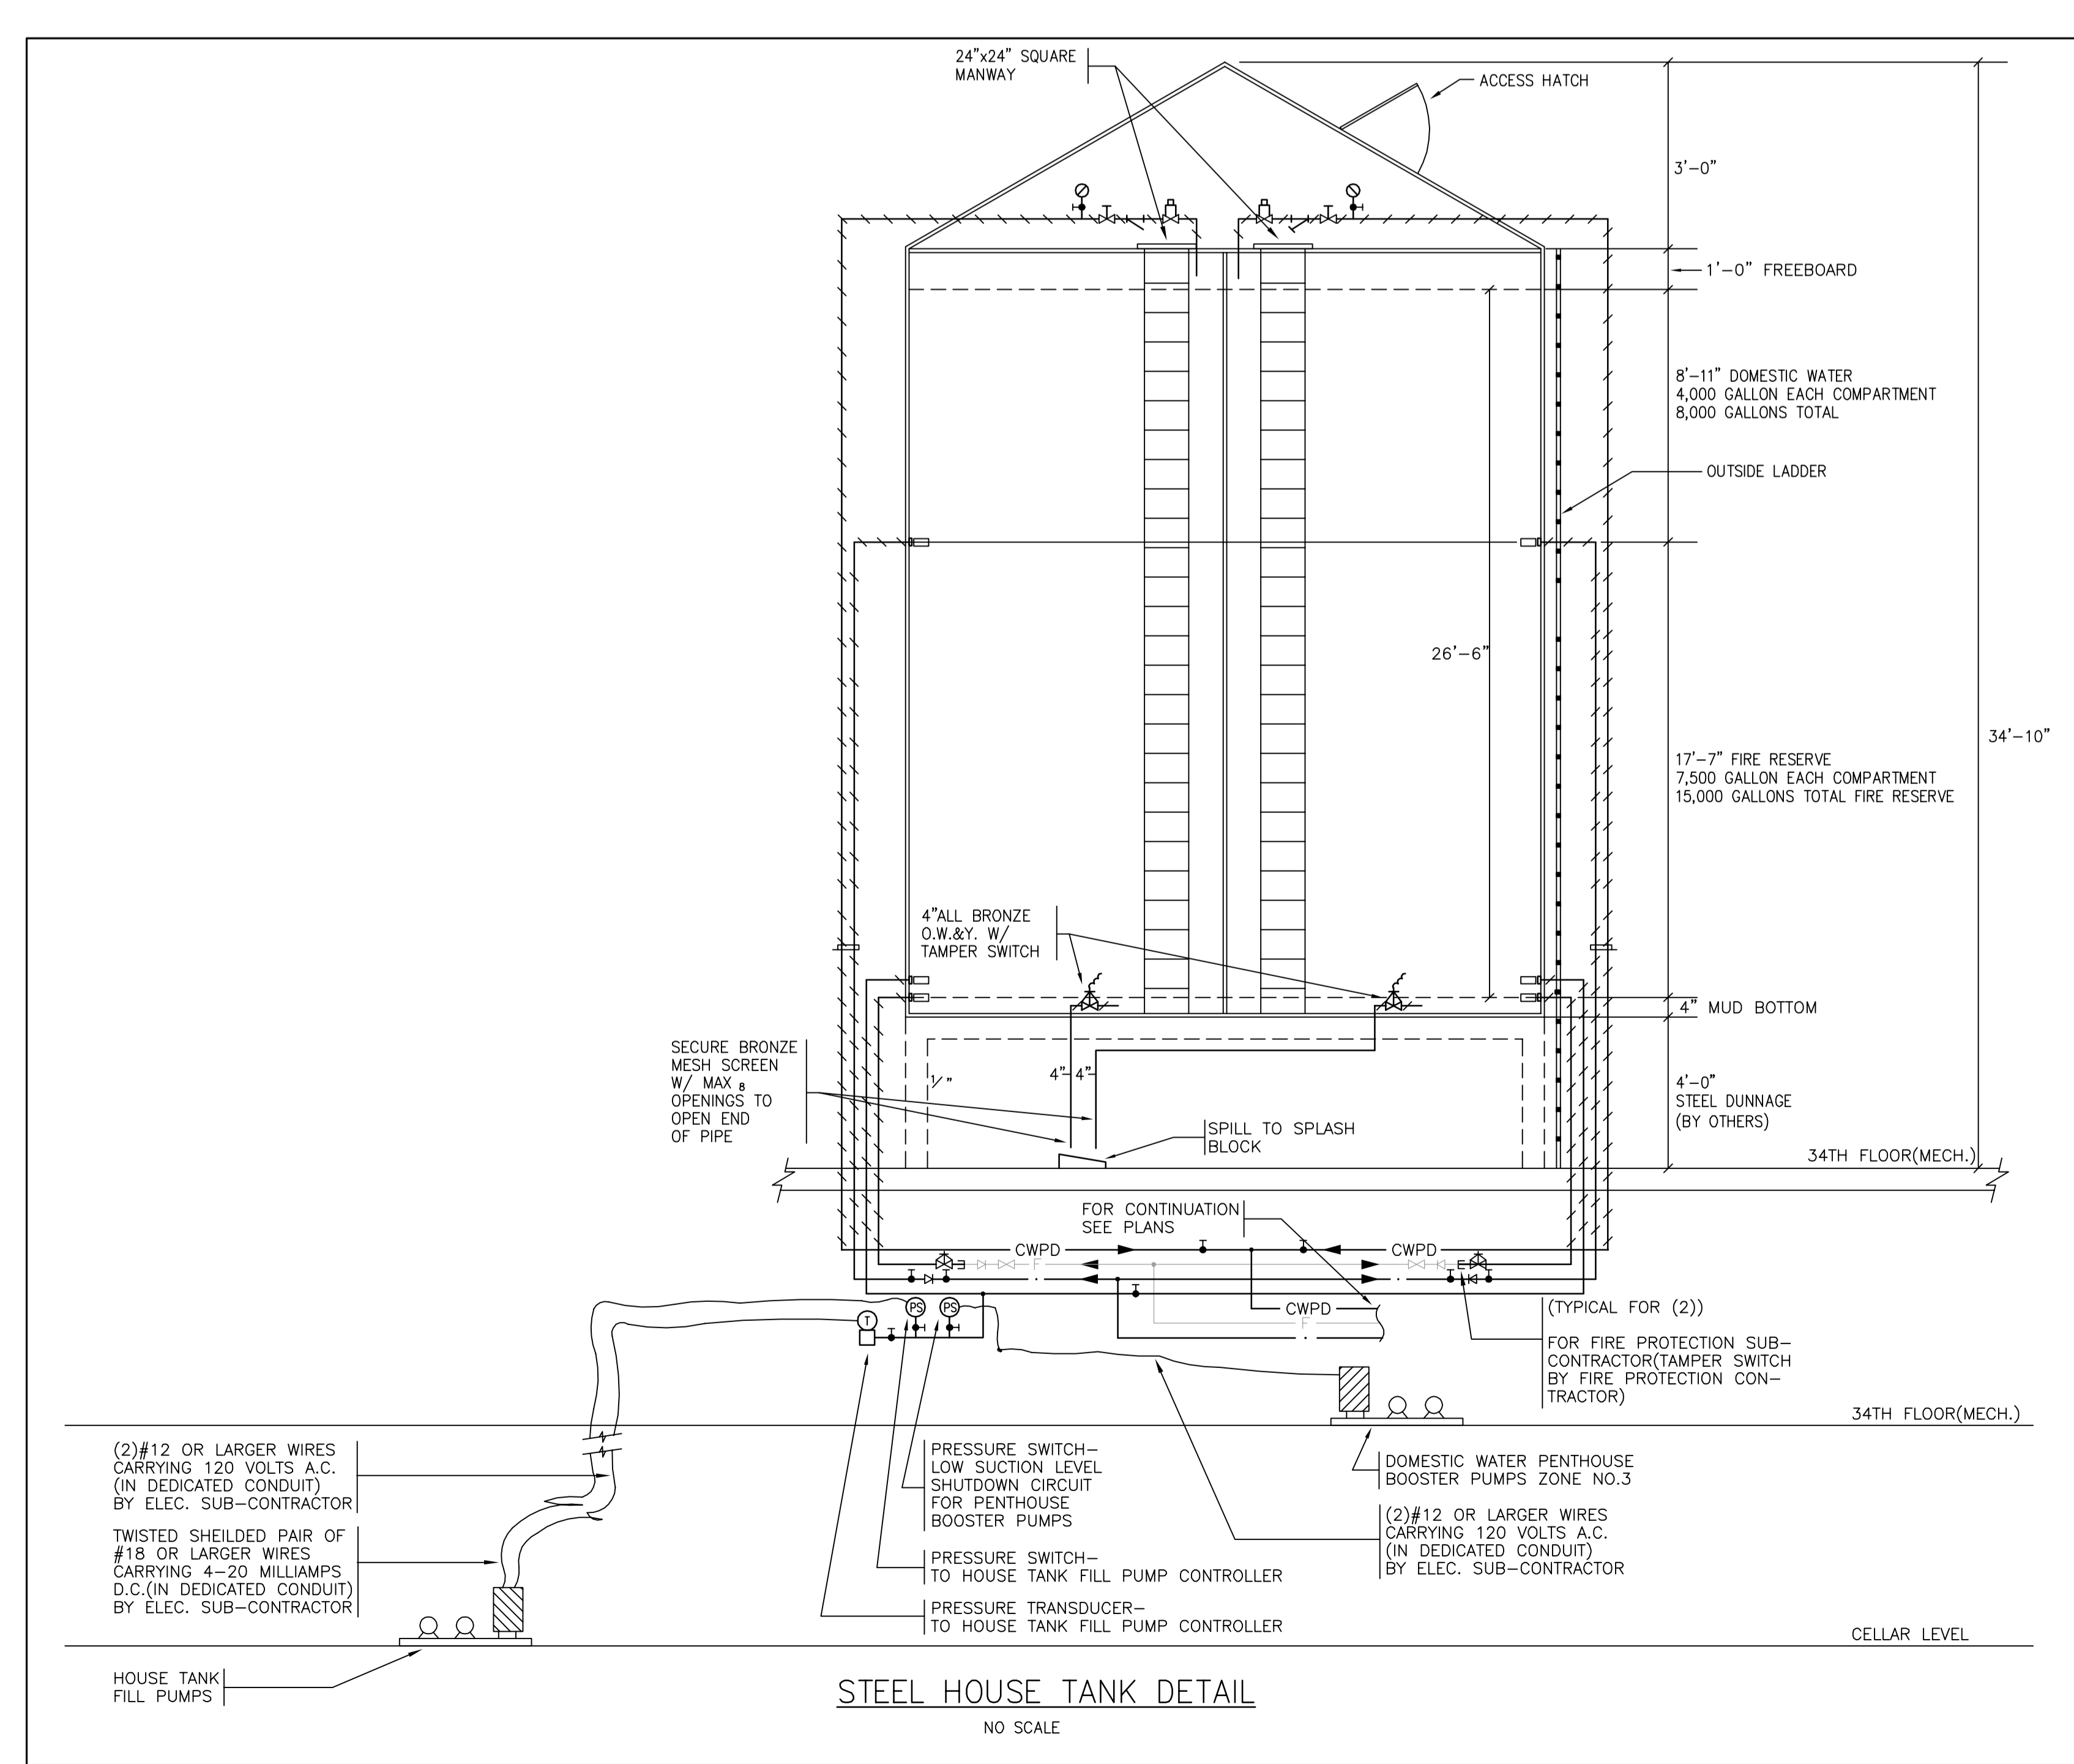 24"x24" SQUARE
MANWAY
ACCESS HATCH
3'-0"
1'-0" FREEBOARD
8'-11" DOMESTIC WATER
4,000 GALLON EACH COMPARTMENT
8,000 GALLONS TOTAL
OUTSIDE LADDER
26'-6"
34'-10"
17'-7" FIRE RESERVE
7,500 GALLON EACH COMPARTMENT
15,000 GALLONS TOTAL FIRE RESERVE
4"ALL BRONZE
O.W.&Y. W/
TAMPER SWITCH
4" MUD BOTTOM
SECURE BRONZE
MESH SCREEN
W/ MAX 8
OPENINGS TO
OPEN END
OF PIPE
1/ "
4" 4"
4'-0"
STEEL DUNNAGE
(BY OTHERS)
SPILL TO SPLASH
BLOCK
34TH FLOOR(MECH.)
FOR CONTINUATION
SEE PLANS
CWPD
CWPD
F
CWPD
F
PS
PS
T
(TYPICAL FOR (2))
FOR FIRE PROTECTION SUB-
CONTRACTOR(TAMPER SWITCH
BY FIRE PROTECTION CON-
TRACTOR)
34TH FLOOR(MECH.)
(2)#12 OR LARGER WIRES
CARRYING 120 VOLTS A.C.
(IN DEDICATED CONDUIT)
BY ELEC. SUB-CONTRACTOR
TWISTED SHEILDED PAIR OF
#18 OR LARGER WIRES
CARRYING 4-20 MILLIAMPS
D.C.(IN DEDICATED CONDUIT)
BY ELEC. SUB-CONTRACTOR
PRESSURE SWITCH-
LOW SUCTION LEVEL
SHUTDOWN CIRCUIT
FOR PENTHOUSE
BOOSTER PUMPS
PRESSURE SWITCH-
TO HOUSE TANK FILL PUMP CONTROLLER
PRESSURE TRANSDUCER-
TO HOUSE TANK FILL PUMP CONTROLLER
DOMESTIC WATER PENTHOUSE
BOOSTER PUMPS ZONE NO.3
(2)#12 OR LARGER WIRES
CARRYING 120 VOLTS A.C.
(IN DEDICATED CONDUIT)
BY ELEC. SUB-CONTRACTOR
CELLAR LEVEL
HOUSE TANK
FILL PUMPS
STEEL HOUSE TANK DETAIL
NO SCALE